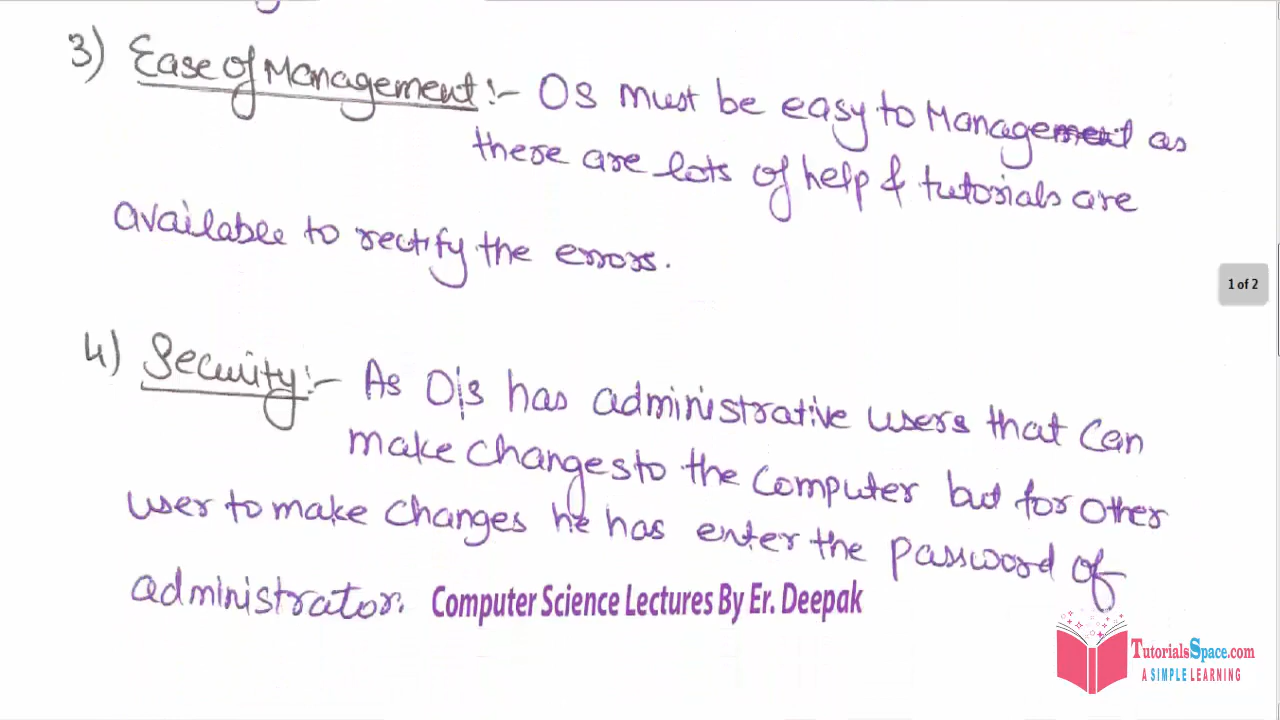 3) Ease of Management :- OS must be easy to Management as
there are lots of help & tutorials are
available to rectify the errors.
1 of 2
4) Security :- As O|S has administrative users that can
make changes to the computer but for other
user to make changes he has enter the password of
administrator. Computer Science Lectures By Er. Deepak
TutorialsSpace.com
A SIMPLE LEARNING